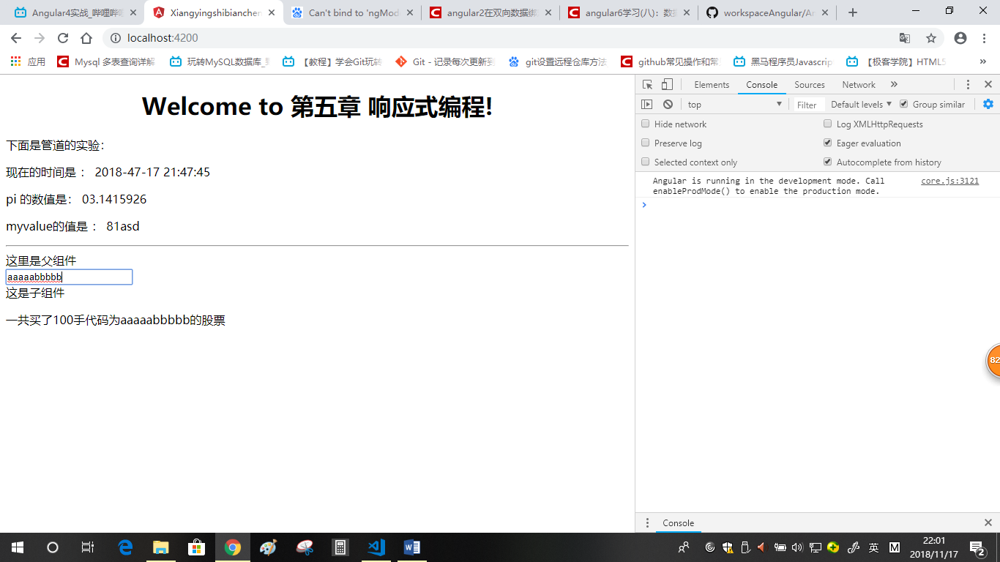 Angular4实战_哔哩哔哩
Xiangyingshibianchen
Can't bind to 'ngMod
angular2在双向数据绑
angular6学习(八)：数据
workspaceAngular/An
localhost:4200
应用
Mysql 多表查询详解
玩转MySQL数据库_
【教程】学会Git玩转
Git - 记录每次更新到
git设置远程仓库方法
github常见操作和常
黑马程序员Javascrip
【极客学院】HTML5
»
Welcome to 第五章 响应式编程!
下面是管道的实验:
现在的时间是： 2018-47-17 21:47:45
pi 的数值是: 03.1415926
myvalue的值是： 81asd
这里是父组件
aaaaabbbbb
这是子组件
一共买了100手代码为aaaaabbbbb的股票
Elements
Console
Sources
Network
»
top
Filter
Default levels
Group similar
Hide network
Log XMLHttpRequests
Preserve log
Eager evaluation
Selected context only
Autocomplete from history
Angular is running in the development mode. Call
enableProdMode() to enable the production mode.
core.js:3121
Console
82
英
M
22:01
2018/11/17
2